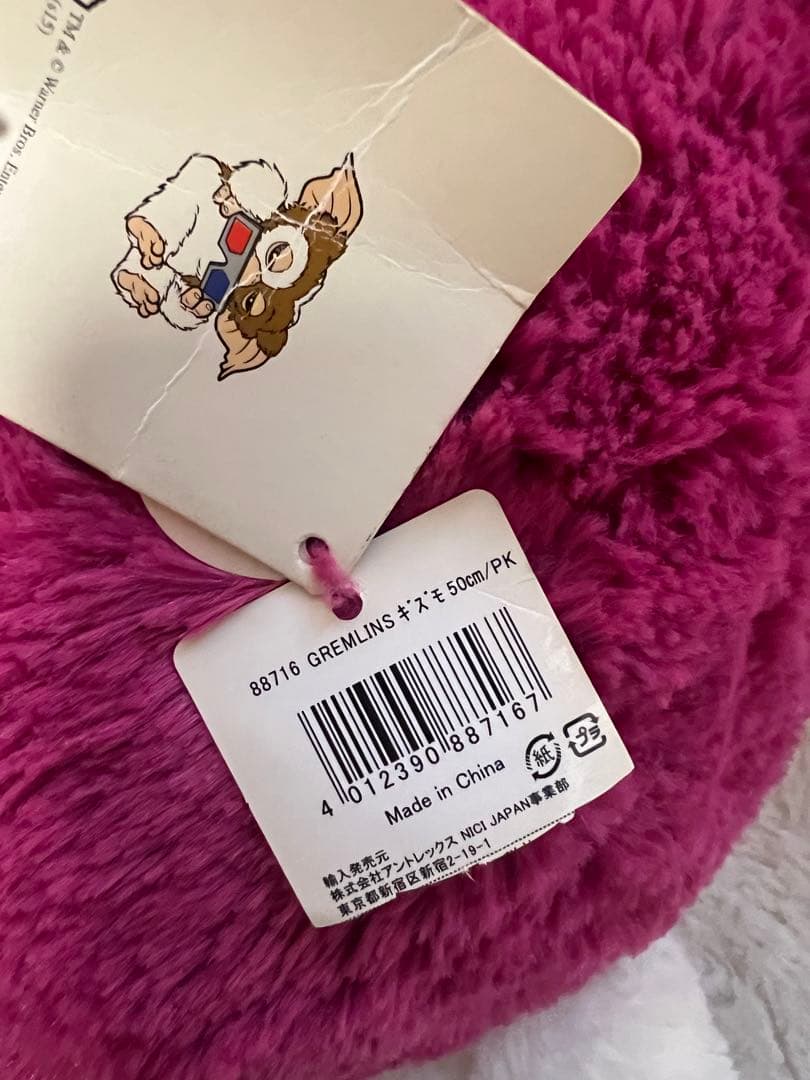 TM & © Warner Bros. Ente
s15)
88716 GREMLINS ギズモ 50cm/PK
4 012390 887167
Made in China
紙
プラ
輸入発売元
株式会社アントレックス NICI JAPAN事業部
東京都新宿区新宿2-19-1